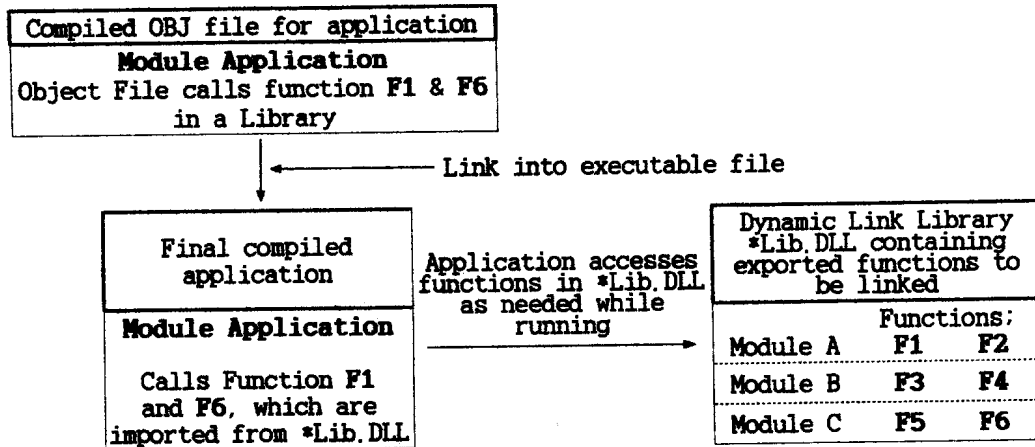 Compiled OBJ file for application
Module Application
Object File calls function F1 & F6
in a Library
Link into executable file
Final compiled
application
Module Application
Calls Function F1
and F6, which are
imported from *Lib.DLL
Application accesses
functions in *Lib.DLL
as needed while
running
Dynamic Link Library
*Lib.DLL containing
exported functions to
be linked
Functions;
Module A F1 F2
Module B F3 F4
Module C F5 F6